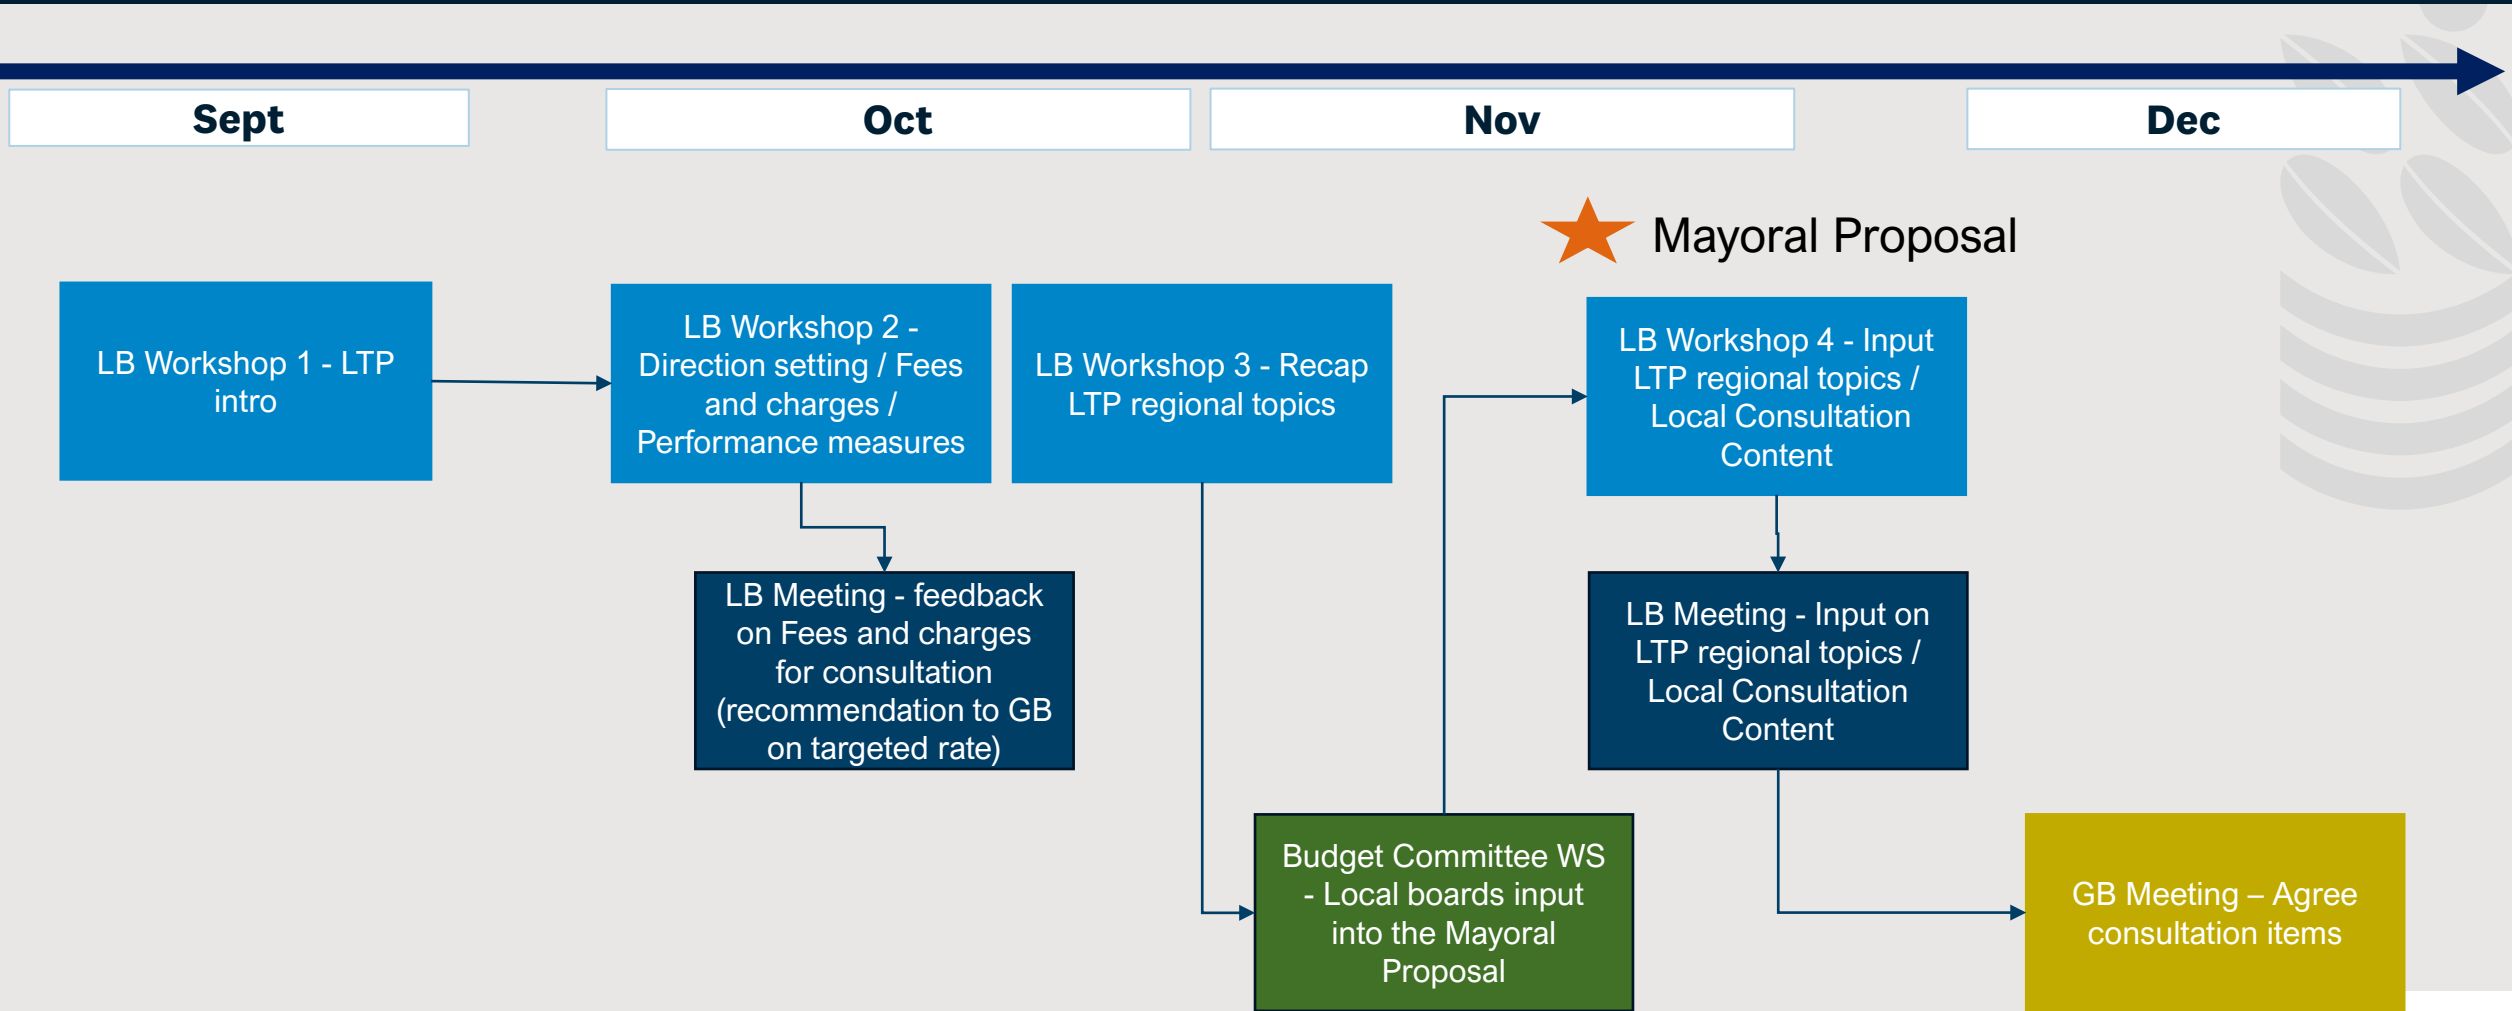 Sept
Oct
Nov
Dec
Mayoral Proposal
LB Workshop 1 - LTP
intro
LB Workshop 2 -
Direction setting / Fees
and charges /
Performance measures
LB Workshop 3 - Recap
LTP regional topics
LB Workshop 4 - Input
LTP regional topics /
Local Consultation
Content
LB Meeting - feedback
on Fees and charges
for consultation
(recommendation to GB
on targeted rate)
LB Meeting - Input on
LTP regional topics /
Local Consultation
Content
Budget Committee WS
- Local boards input
into the Mayoral
Proposal
GB Meeting – Agree
consultation items